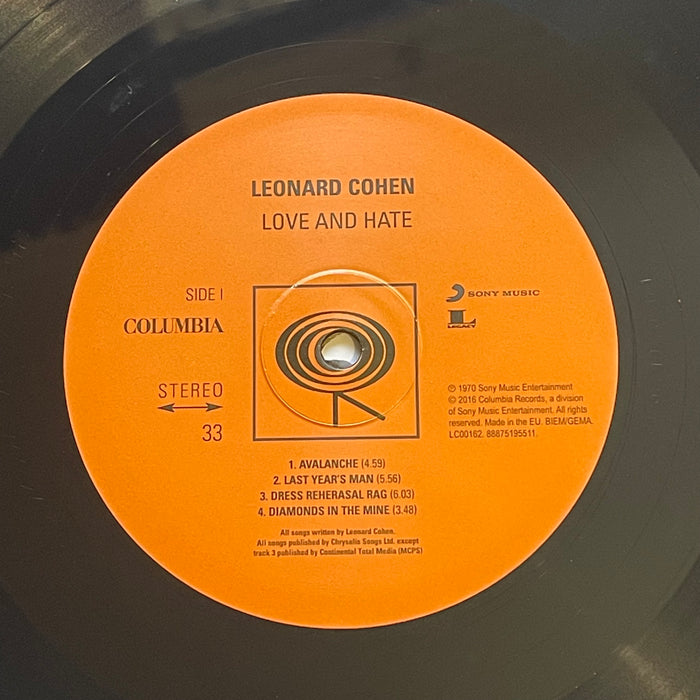 LEONARD COHEN
LOVE AND HATE
SIDE I
COLUMBIA
SONY MUSIC
L
LEGACY
STEREO
33
℗ 1970 Sony Music Entertainment
© 2016 Columbia Records, a division
of Sony Music Entertainment. All rights
reserved. Made in the EU. BIEM/GEMA.
LC00162. 88875195511.
1. AVALANCHE (4.59)
2. LAST YEAR'S MAN (5.56)
3. DRESS REHERASAL RAG (6.03)
4. DIAMONDS IN THE MINE (3.48)
All songs written by Leonard Cohen.
All songs published by Chrysalis Songs Ltd. except
track 3 published by Continental Total Media (MCPS)